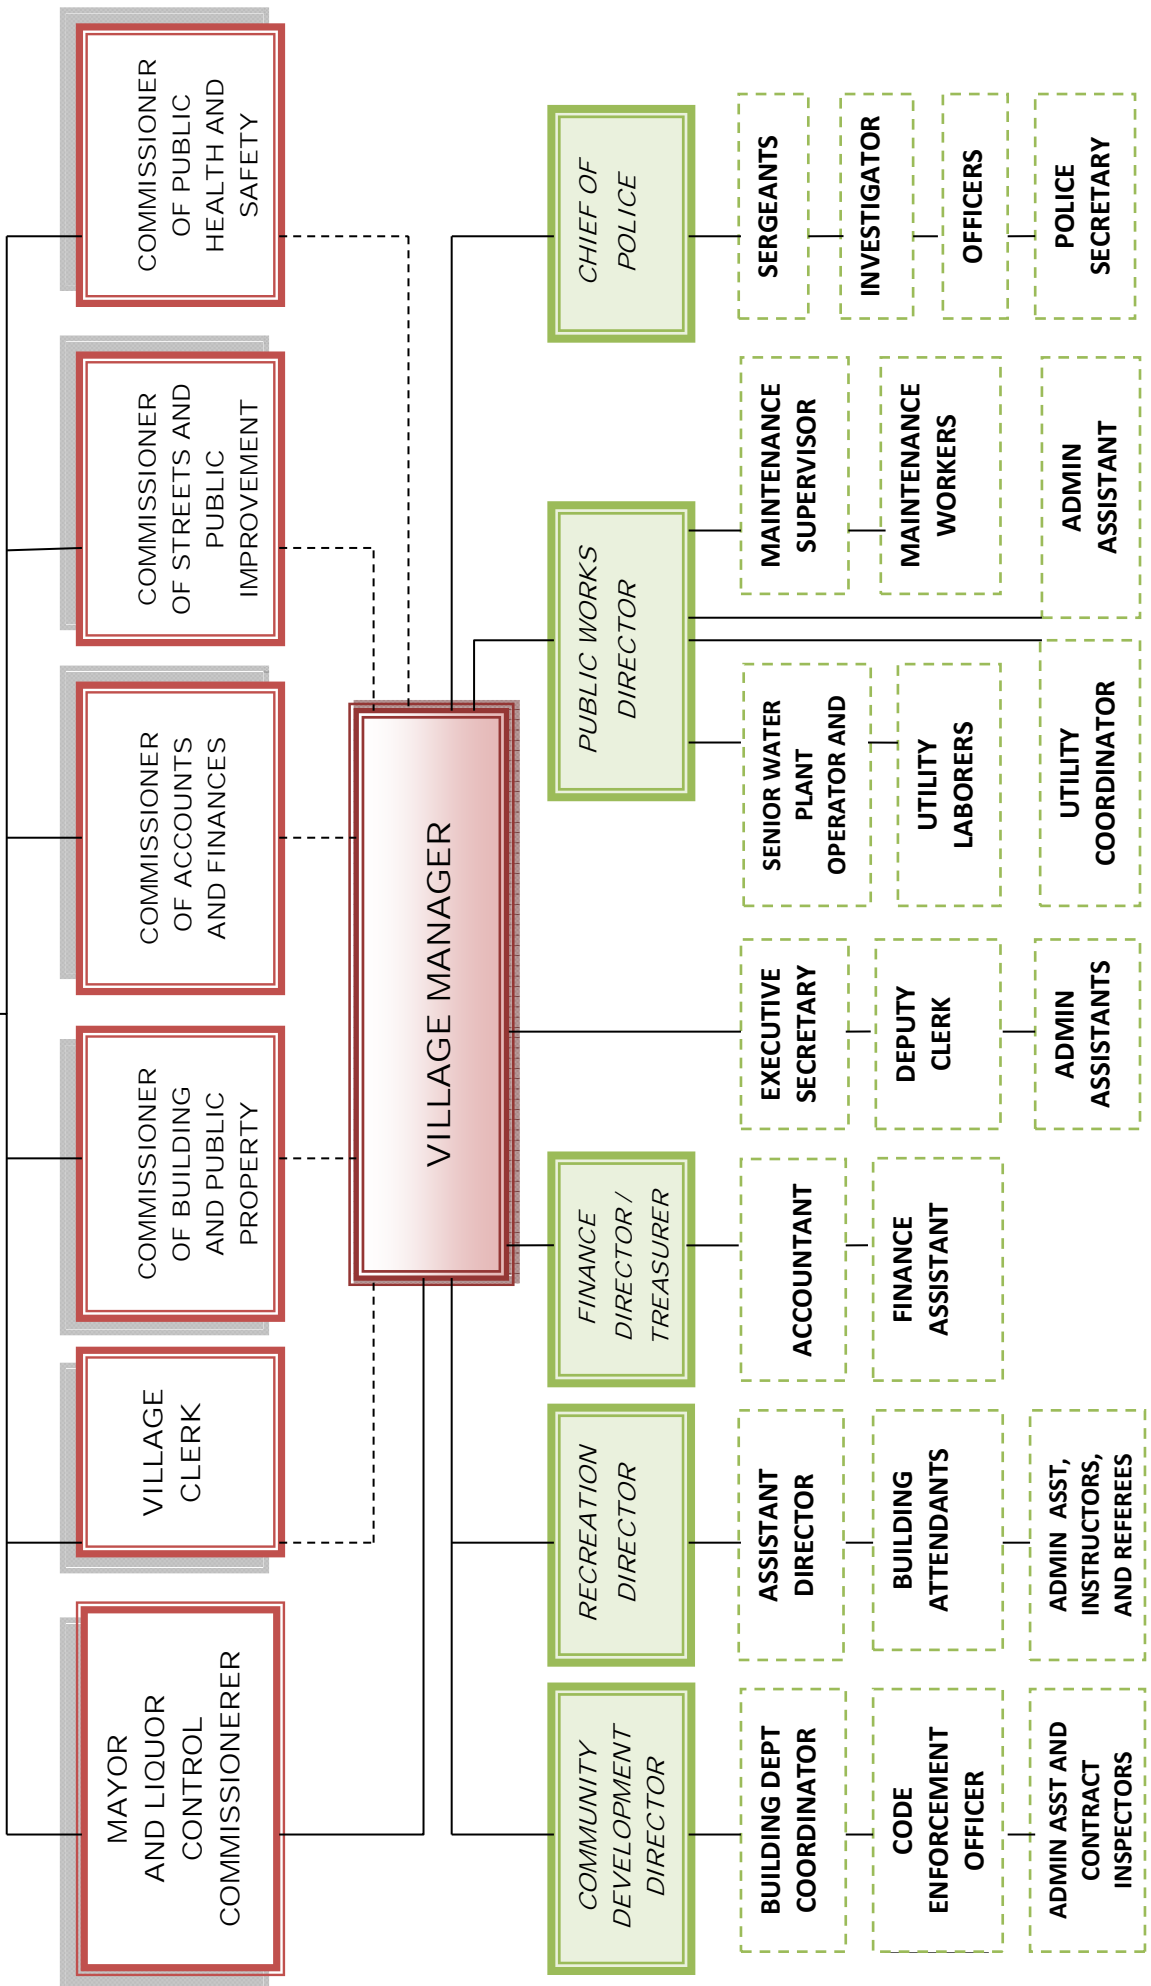 MAYOR
AND LIQUOR
CONTROL
COMMISSIONERER
VILLAGE
CLERK
COMMISSIONER
OF BUILDING
AND PUBLIC
PROPERTY
COMMISSIONER
OF ACCOUNTS
AND FINANCES
COMMISSIONER
OF STREETS AND
PUBLIC
IMPROVEMENT
COMMISSIONER
OF PUBLIC
HEALTH AND
SAFETY
VILLAGE MANAGER
COMMUNITY
DEVELOPMENT
DIRECTOR
RECREATION
DIRECTOR
FINANCE
DIRECTOR /
TREASURER
PUBLIC WORKS
DIRECTOR
CHIEF OF
POLICE
BUILDING DEPT
COORDINATOR
CODE
ENFORCEMENT
OFFICER
ADMIN ASST AND
CONTRACT
INSPECTORS
ASSISTANT
DIRECTOR
BUILDING
ATTENDANTS
ADMIN ASST,
INSTRUCTORS,
AND REFEREES
ACCOUNTANT
FINANCE
ASSISTANT
EXECUTIVE
SECRETARY
DEPUTY
CLERK
ADMIN
ASSISTANTS
SENIOR WATER
PLANT
OPERATOR AND
UTILITY
LABORERS
UTILITY
COORDINATOR
MAINTENANCE
SUPERVISOR
MAINTENANCE
WORKERS
ADMIN
ASSISTANT
SERGEANTS
INVESTIGATOR
OFFICERS
POLICE
SECRETARY